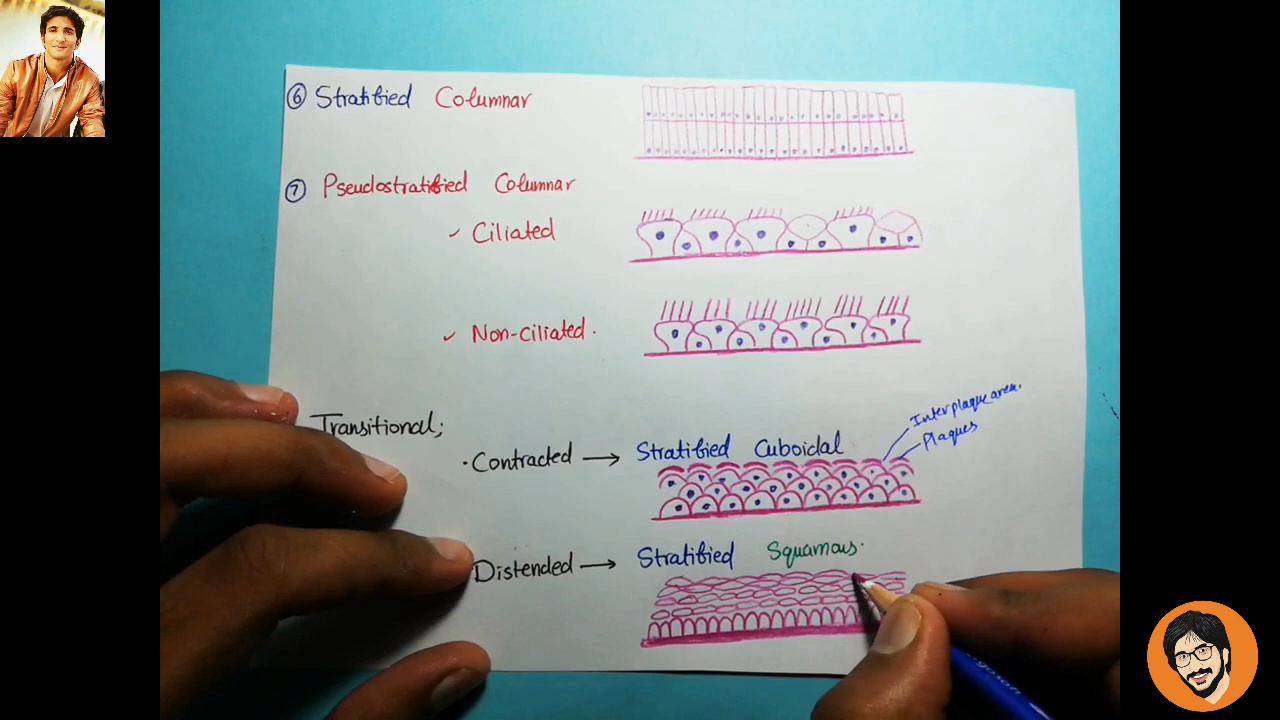 ⑥ Stratified Columnar
⑦ Pseudostratified Columnar
✓ Ciliated
✓ Non-ciliated.
Transitional;
Interplaque area.
Plaques
• Contracted → Stratified Cuboidal
Distended → Stratified Squamous.